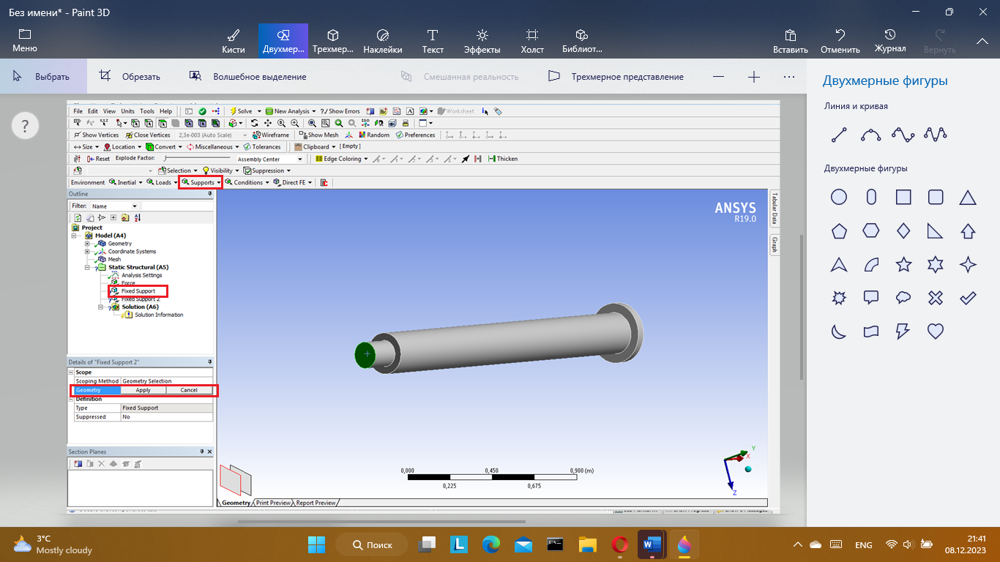 Без имени* - Paint 3D
Меню
Кисти
Двухмер...
Трехмер...
Наклейки
Текст
Эффекты
Холст
Библиот...
Вставить
Отменить
Журнал
Вернуть
Выбрать
Обрезать
Волшебное выделение
Смешанная реальность
Трехмерное представление
Двухмерные фигуры
Линия и кривая
Двухмерные фигуры
?
File Edit View Units Tools Help Solve New Analysis ?/ Show Errors Worksheet
Show Vertices Close Vertices 2,3e-003 (Auto Scale) Wireframe Show Mesh Random Preferences
Size Location Convert Miscellaneous Tolerances Clipboard [ Empty ]
Reset Explode Factor: Assembly Center Edge Coloring Thicken
Selection Visibility Suppression
Environment Inertial Loads Supports Conditions Direct FE
Outline
Filter: Name
Project
Model (A4)
Geometry
Coordinate Systems
Mesh
Static Structural (A5)
Analysis Settings
Force
Fixed Support
Fixed Support 2
Solution (A6)
Solution Information
Details of "Fixed Support 2"
Scope
Scoping Method Geometry Selection
Geometry Apply Cancel
Definition
Type Fixed Support
Suppressed No
Section Planes
ANSYS
R19.0
Tabular Data
Graph
0,000 0,450 0,900 (m)
0,225 0,675
Y
X
Z
Geometry Print Preview Report Preview
3°C
Mostly cloudy
Поиск
ENG
21:41
08.12.2023